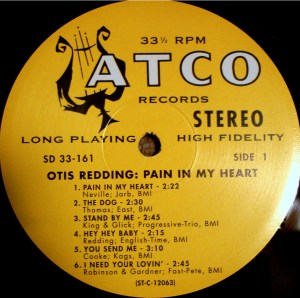 33⅓ RPM
ATCO
RECORDS
STEREO
LONG PLAYING HIGH FIDELITY
SD 33-161 SIDE 1
OTIS REDDING: PAIN IN MY HEART
1. PAIN IN MY HEART - 2:22
Neville; Jarb, BMI
2. THE DOG - 2:30
Thomas; East, BMI
3. STAND BY ME - 2:45
King & Glick; Progressive-Trio, BMI
4. HEY HEY BABY - 2:15
Redding; English-Time, BMI
5. YOU SEND ME - 3:10
Cooke; Kags, BMI
6. I NEED YOUR LOVIN' - 2:45
Robinson & Gardner; Fast-Pete, BMI
(ST-C-12063)